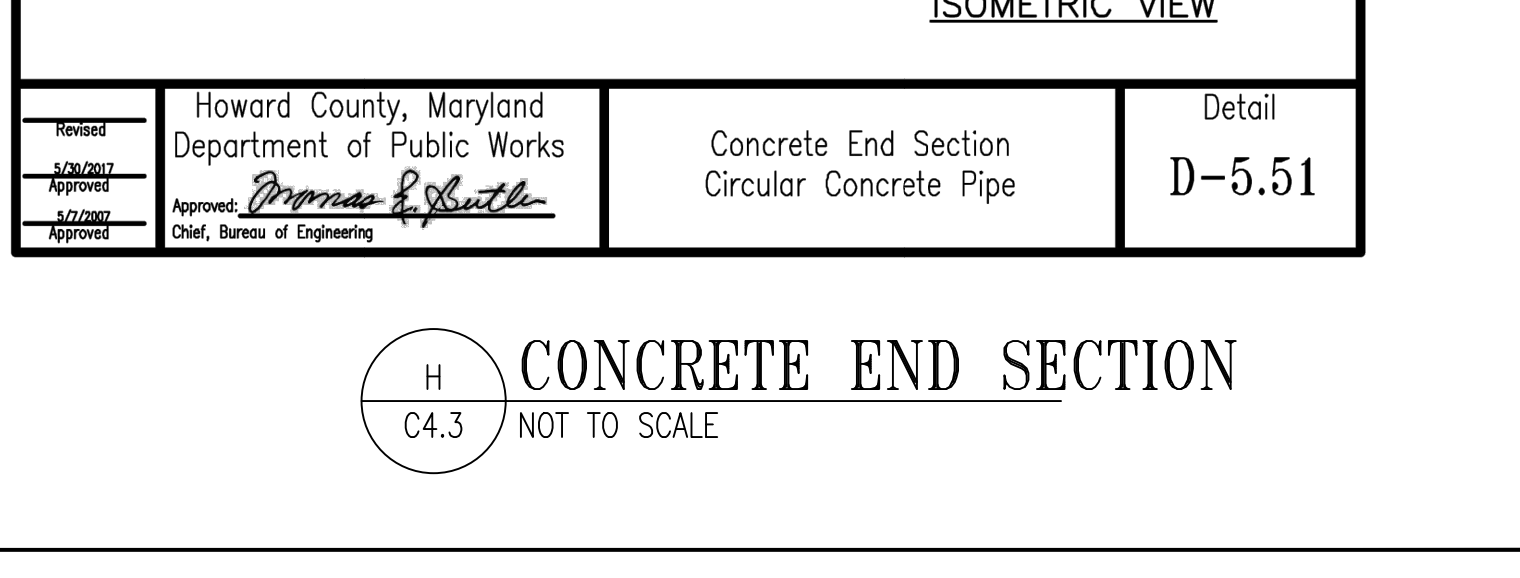 ISOMETRIC VIEW
Revised
5/30/2017
Approved
5/7/2007
Approved
Howard County, Maryland
Department of Public Works
Approved: Thomas E. Butler
Chief, Bureau of Engineering
Concrete End Section
Circular Concrete Pipe
Detail
D-5.51
H
C4.3
CONCRETE END SECTION
NOT TO SCALE